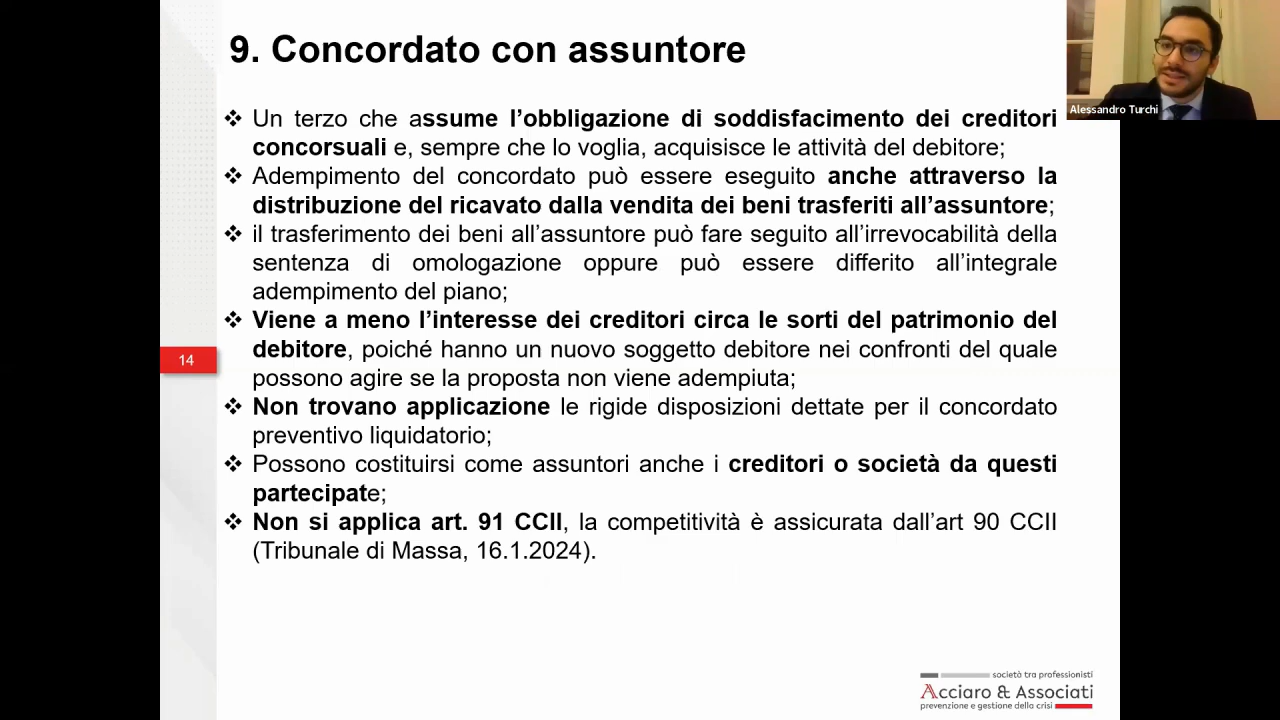 9. Concordato con assuntore
Alessandro Turchi
❖ Un terzo che assume l’obbligazione di soddisfacimento dei creditori
concorsuali e, sempre che lo voglia, acquisisce le attività del debitore;
❖ Adempimento del concordato può essere eseguito anche attraverso la
distribuzione del ricavato dalla vendita dei beni trasferiti all’assuntore;
❖ il trasferimento dei beni all’assuntore può fare seguito all’irrevocabilità della
sentenza di omologazione oppure può essere differito all’integrale
adempimento del piano;
❖ Viene a meno l’interesse dei creditori circa le sorti del patrimonio del
debitore, poiché hanno un nuovo soggetto debitore nei confronti del quale
possono agire se la proposta non viene adempiuta;
14
❖ Non trovano applicazione le rigide disposizioni dettate per il concordato
preventivo liquidatorio;
❖ Possono costituirsi come assuntori anche i creditori o società da questi
partecipate;
❖ Non si applica art. 91 CCII, la competitività è assicurata dall’art 90 CCII
(Tribunale di Massa, 16.1.2024).
società tra professionisti
Acciaro & Associati
prevenzione e gestione della crisi